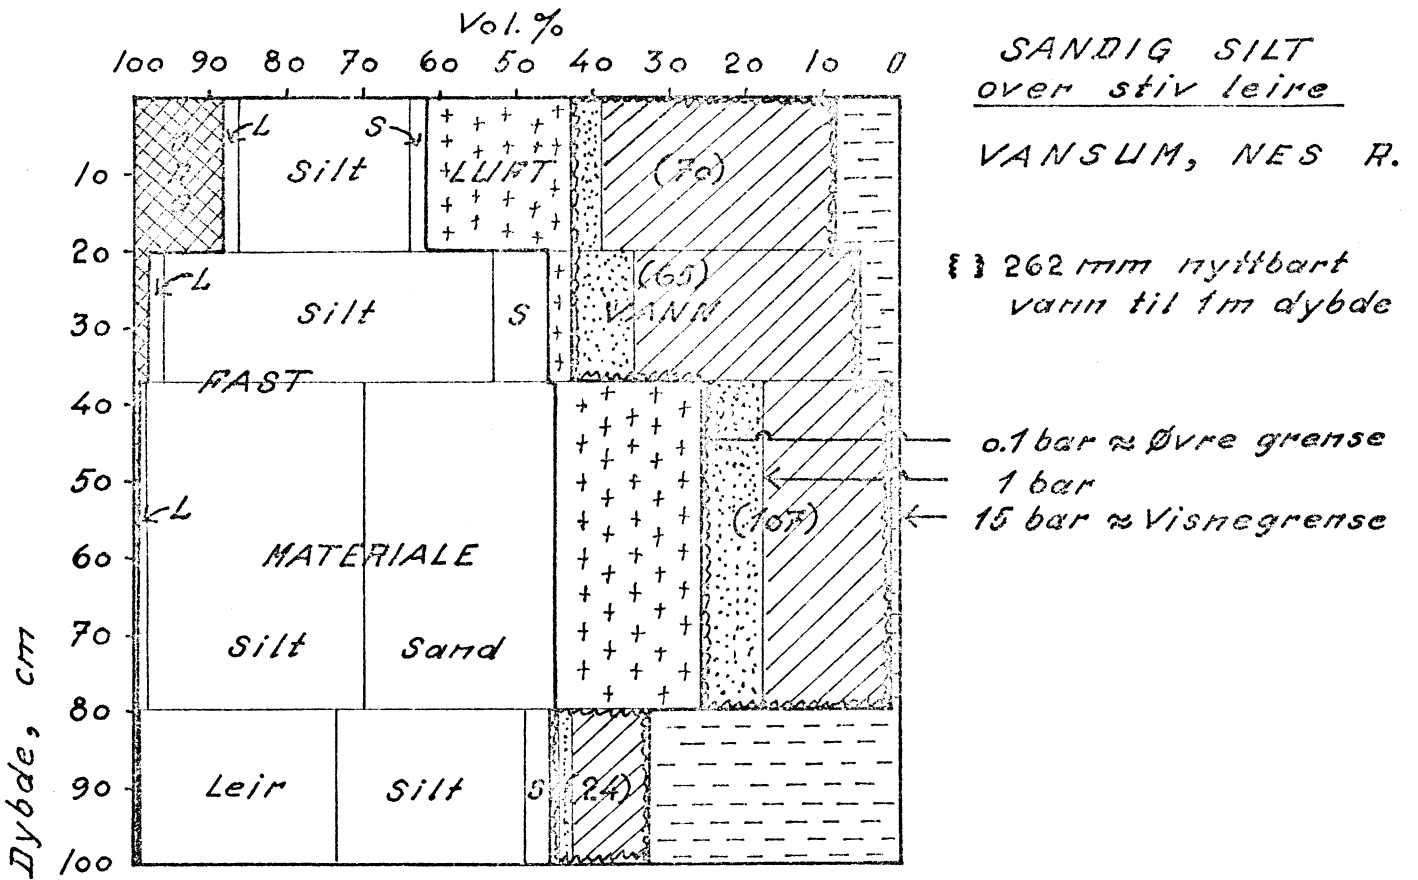 Vol. %
100 90 80 70 60 50 40 30 20 10 0
SANDIG SILT
over stiv leire
VANSUM, NES R.
{} 262 mm nyttbart
vann til 1m dybde
0.1 bar ≈ Øvre grense
1 bar
15 bar ≈ Visnegrense
Dybde, cm
10
20
30
40
50
60
70
80
90
100
L Silt S LUFT (70)
L Silt S (65)
VANN
FAST
L (107)
MATERIALE
Silt Sand
Leir Silt S (24)